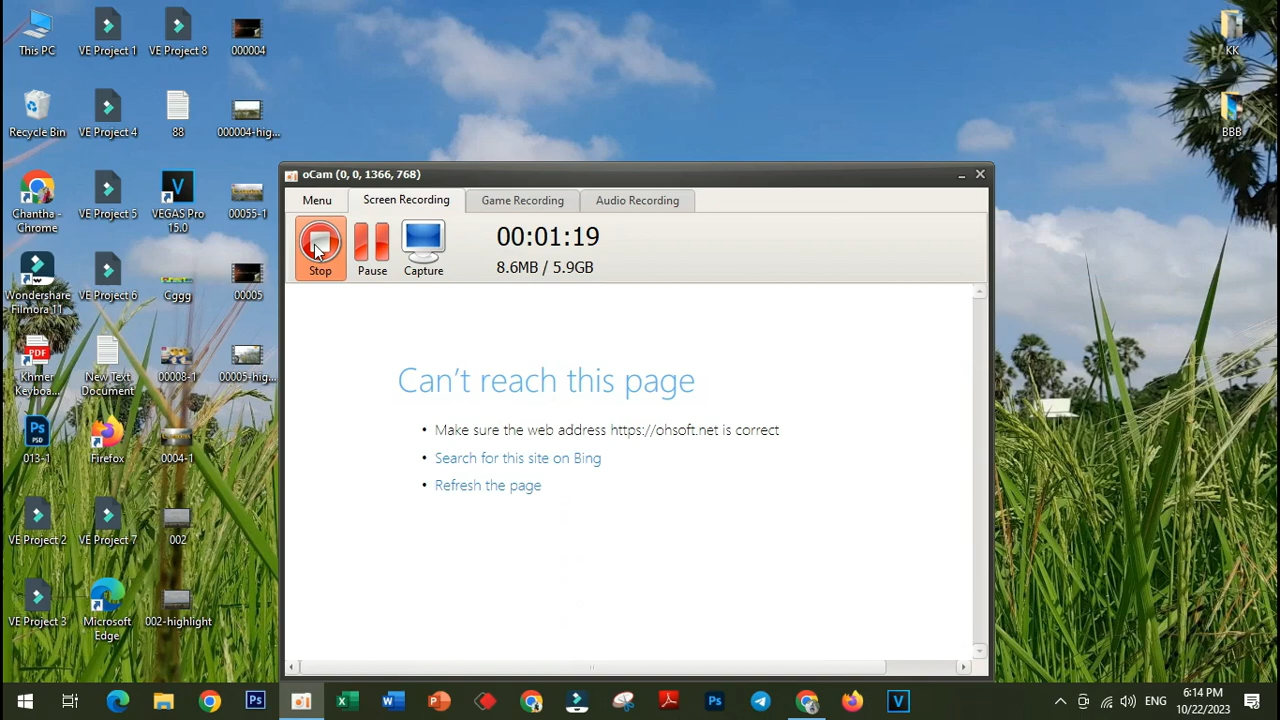 This PC
VE Project 1
VE Project 8
000004
KK
Recycle Bin
VE Project 4
88
000004-hig...
BBB
Chantha -
Chrome
VE Project 5
VEGAS Pro
15.0
00055-1
Wondershare
Filmora 11
VE Project 6
Cggg
00005
Khmer
Keyboa...
PDF
New Text
Document
00008-1
00005-hig...
Ps
PSD
013-1
Firefox
0004-1
VE Project 2
VE Project 7
002
VE Project 3
Microsoft
Edge
002-highlight
oCam (0, 0, 1366, 768)
Menu
Screen Recording
Game Recording
Audio Recording
Stop
Pause
Capture
00:01:19
8.6MB / 5.9GB
Can't reach this page
• Make sure the web address https://ohsoft.net is correct
• Search for this site on Bing
• Refresh the page
ENG
6:14 PM
10/22/2023